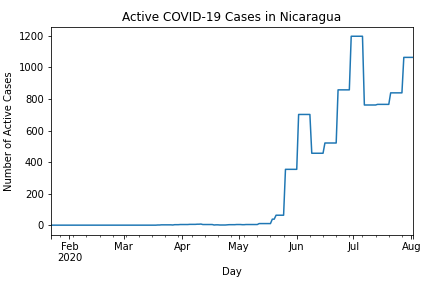 Active COVID-19 Cases in Nicaragua
Number of Active Cases
1200
1000
800
600
400
200
0
Feb Mar Apr May Jun Jul Aug
2020
Day